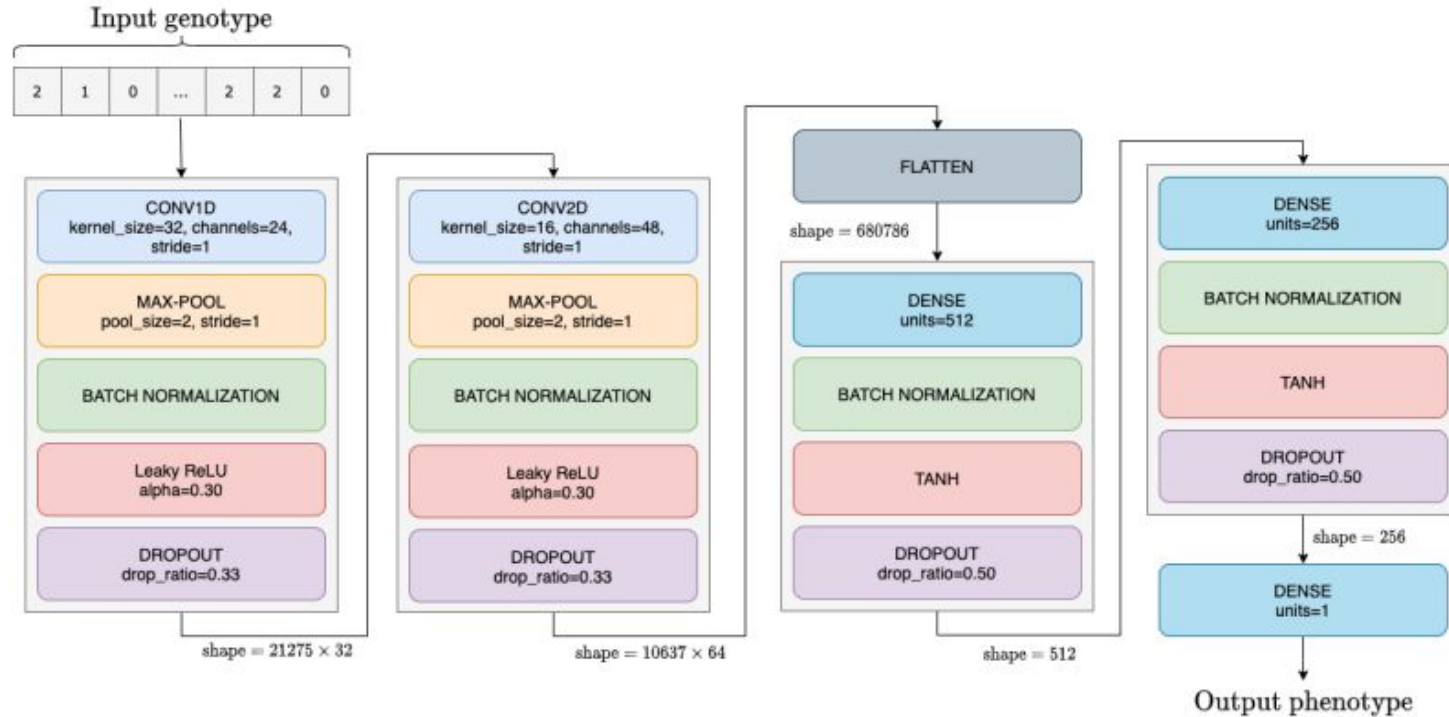 Input genotype
2 1 0 ... 2 2 0
CONV1D
kernel_size=32, channels=24,
stride=1
MAX-POOL
pool_size=2, stride=1
BATCH NORMALIZATION
Leaky ReLU
alpha=0.30
DROPOUT
drop_ratio=0.33
shape = 21275 × 32
CONV2D
kernel_size=16, channels=48,
stride=1
MAX-POOL
pool_size=2, stride=1
BATCH NORMALIZATION
Leaky ReLU
alpha=0.30
DROPOUT
drop_ratio=0.33
shape = 10637 × 64
FLATTEN
shape = 680786
DENSE
units=512
BATCH NORMALIZATION
TANH
DROPOUT
drop_ratio=0.50
shape = 512
DENSE
units=256
BATCH NORMALIZATION
TANH
DROPOUT
drop_ratio=0.50
shape = 256
DENSE
units=1
Output phenotype